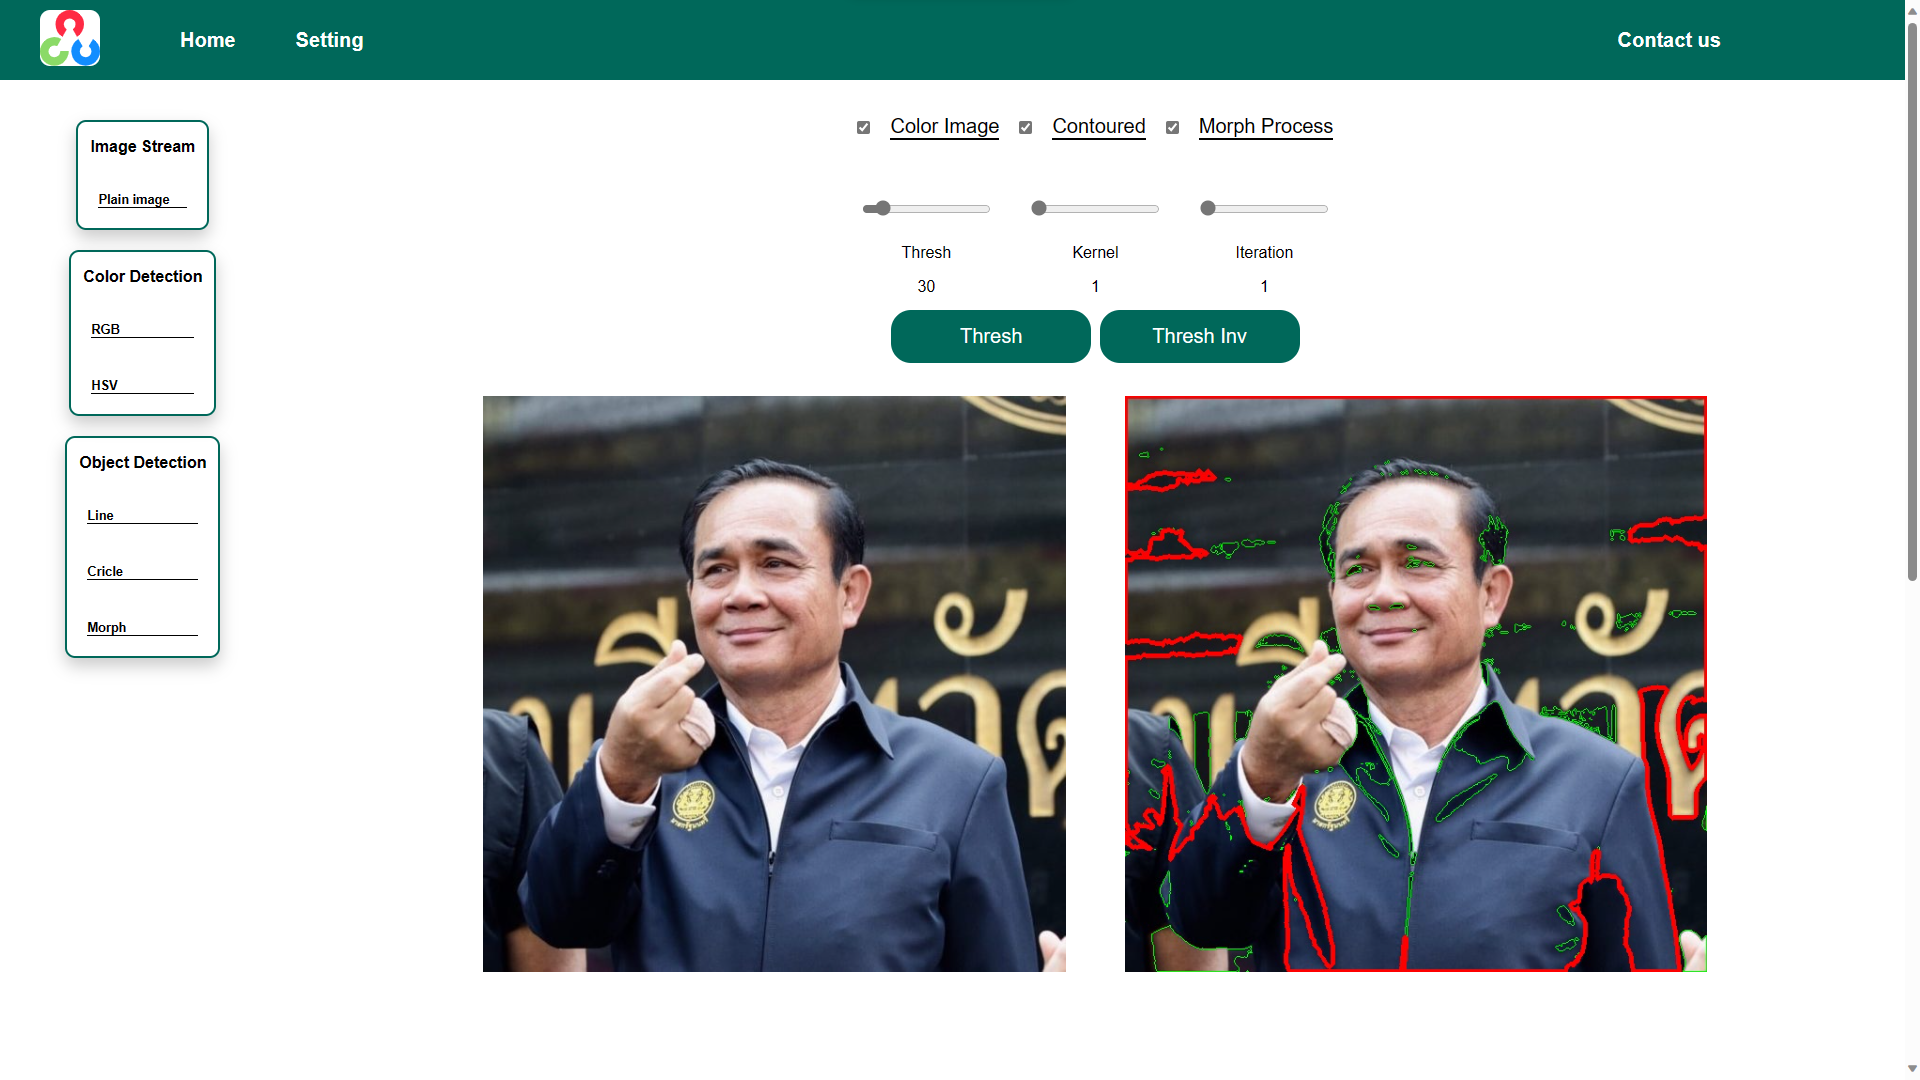 Home Setting Contact us
Image Stream
Plain image
Color Detection
RGB
HSV
Object Detection
Line
Cricle
Morph
Color Image Contoured Morph Process
Thresh Kernel Iteration
30 1 1
Thresh Thresh Inv